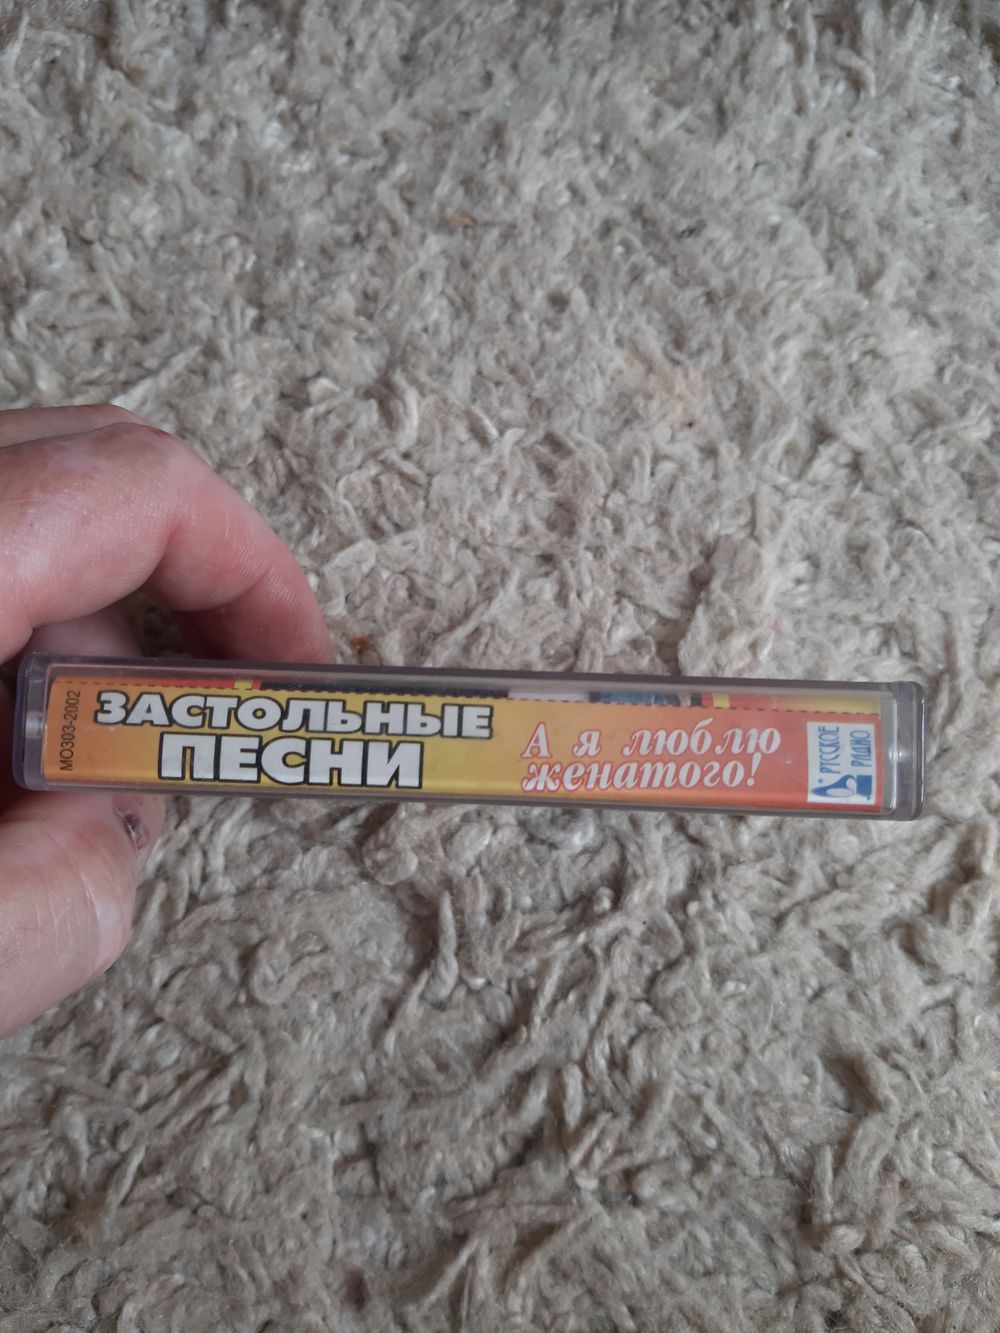 МО303-2002
ЗАСТОЛЬНЫЕ
ПЕСНИ
А я люблю
женатого!
РУССКОЕ
РАДИО